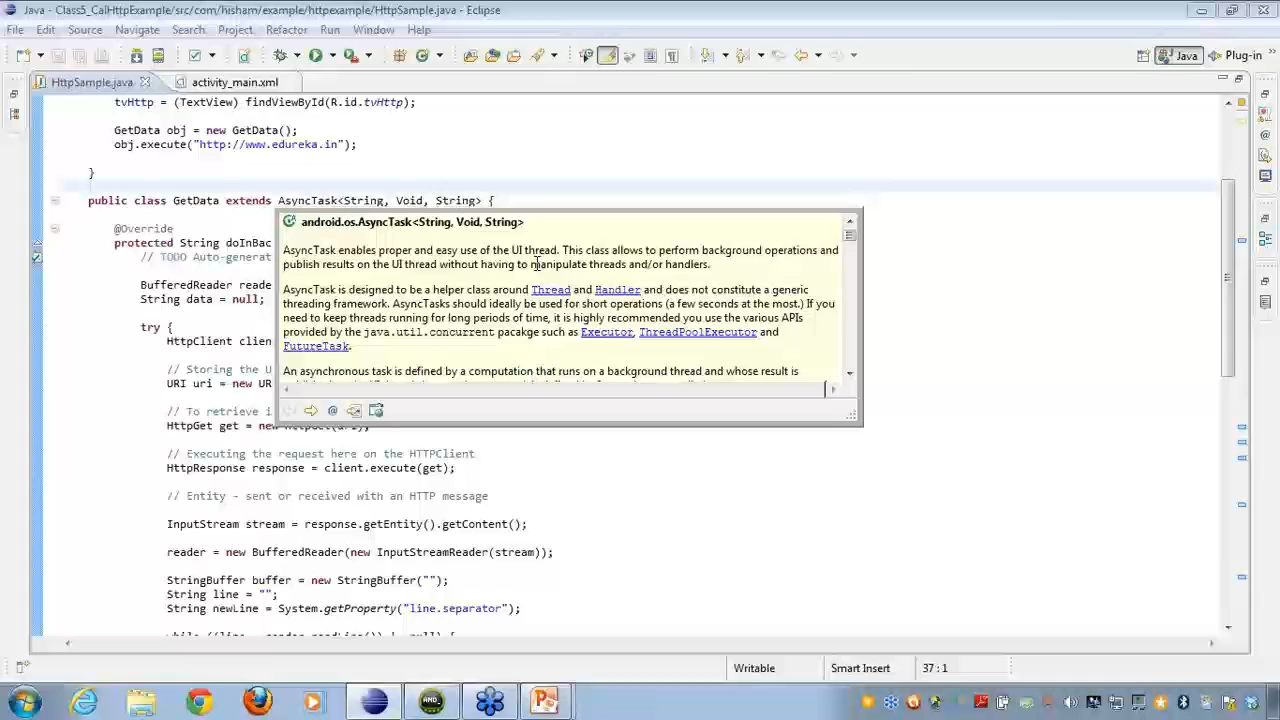 Java - Class5_CalHttpExample/src/com/hisham/example/httpexample/HttpSample.java - Eclipse
File Edit Source Refactor Navigate Search Project Refactor Run Window Help
Java Plug-in
HttpSample.java activity_main.xml
tvHttp = (TextView) findViewById(R.id.tvHttp);
GetData obj = new GetData();
obj.execute("http://www.edureka.in");
}
public class GetData extends AsyncTask<String, Void, String> {
@Override
protected String doInBac
// TODO Auto-generat
BufferedReader reade
String data = null;
try {
HttpClient clien
// Storing the U
URI uri = new UR
// To retrieve i
HttpGet get = new HttpGet(uri);
// Executing the request here on the HTTPClient
HttpResponse response = client.execute(get);
// Entity - sent or received with an HTTP message
InputStream stream = response.getEntity().getContent();
reader = new BufferedReader(new InputStreamReader(stream));
StringBuffer buffer = new StringBuffer("");
String line = "";
String newLine = System.getProperty("line.separator");
android.os.AsyncTask<String, Void, String>
AsyncTask enables proper and easy use of the UI thread. This class allows to perform background operations and
publish results on the UI thread without having to manipulate threads and/or handlers.
AsyncTask is designed to be a helper class around Thread and Handler and does not constitute a generic
threading framework. AsyncTasks should ideally be used for short operations (a few seconds at the most.) If you
need to keep threads running for long periods of time, it is highly recommended you use the various APIs
provided by the java.util.concurrent pacakge such as Executor, ThreadPoolExecutor and
FutureTask.
An asynchronous task is defined by a computation that runs on a background thread and whose result is
Writable Smart Insert 37 : 1